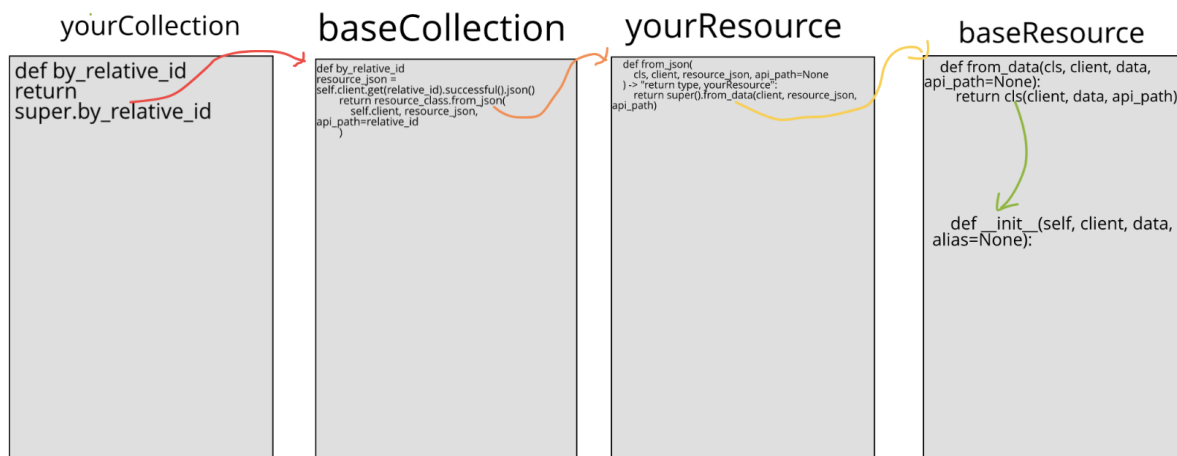 yourCollection
def by_relative_id
return
super.by_relative_id
baseCollection
def by_relative_id
resource_json =
self.client.get(relative_id).successful().json()
return resource_class.from_json(
self.client, resource_json,
api_path=relative_id
)
yourResource
def from_json(
cls, client, resource_json, api_path=None
) -> "return type, yourResource":
return super().from_data(client, resource_json,
api_path)
baseResource
def from_data(cls, client, data,
api_path=None):
return cls(client, data, api_path)
def __init__(self, client, data,
alias=None):